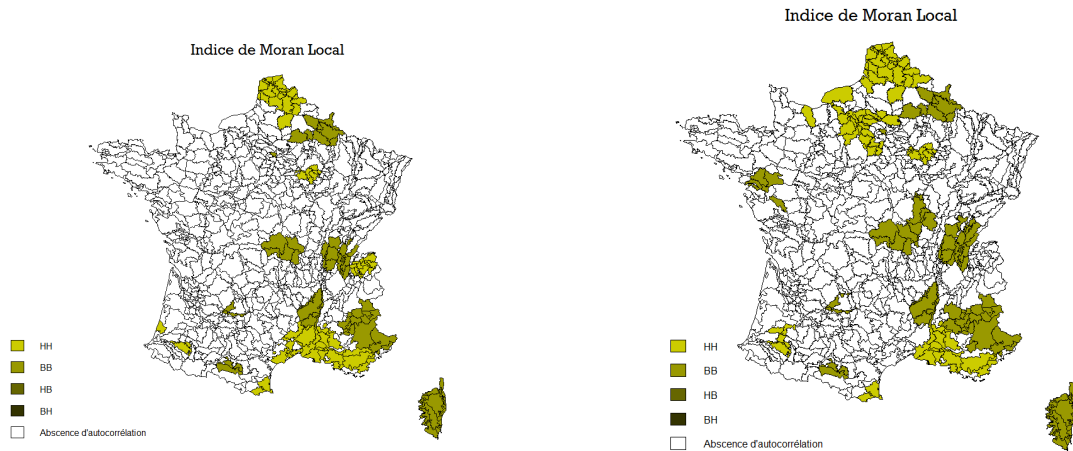 Indice de Moran Local
HH
BB
HB
BH
Abscence d'autocorrélation
Indice de Moran Local
HH
BB
HB
BH
Abscence d'autocorrélation